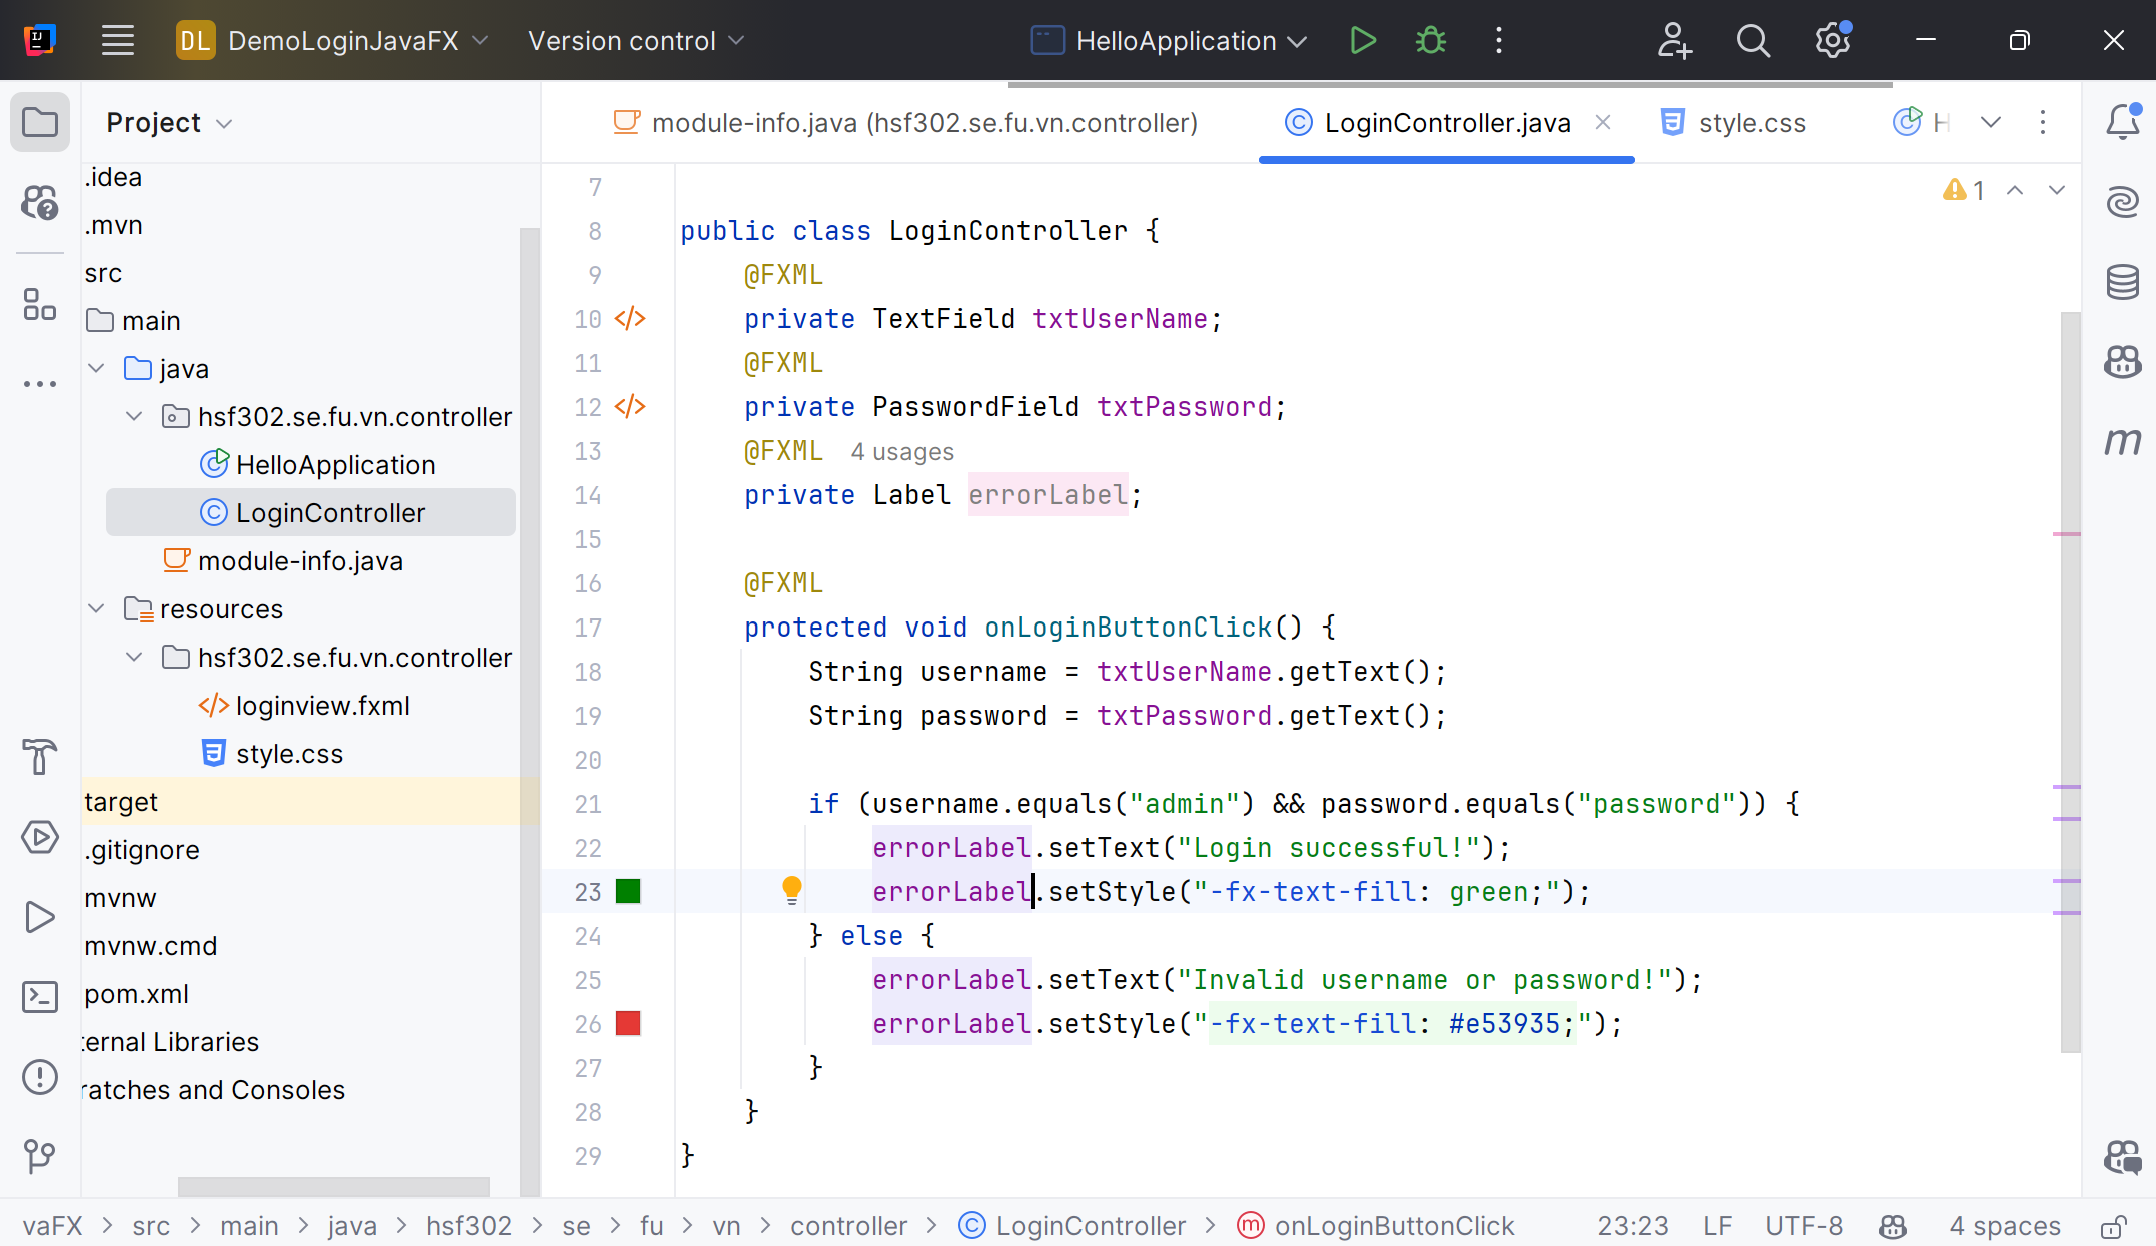 DL DemoLoginJavaFX Version control HelloApplication
Project
module-info.java (hsf302.se.fu.vn.controller) LoginController.java style.css H
.idea
.mvn
src
main
java
hsf302.se.fu.vn.controller
HelloApplication
LoginController
module-info.java
resources
hsf302.se.fu.vn.controller
loginview.fxml
style.css
target
.gitignore
mvnw
mvnw.cmd
pom.xml
ternal Libraries
ratches and Consoles
1
7
8 public class LoginController {
9 @FXML
10 private TextField txtUserName;
11 @FXML
12 private PasswordField txtPassword;
13 @FXML 4 usages
14 private Label errorLabel;
15
16 @FXML
17 protected void onLoginButtonClick() {
18 String username = txtUserName.getText();
19 String password = txtPassword.getText();
20
21 if (username.equals("admin") && password.equals("password")) {
22 errorLabel.setText("Login successful!");
23 errorLabel.setStyle("-fx-text-fill: green;");
24 } else {
25 errorLabel.setText("Invalid username or password!");
26 errorLabel.setStyle("-fx-text-fill: #e53935;");
27 }
28 }
29 }
vaFX > src > main > java > hsf302 > se > fu > vn > controller > LoginController > onLoginButtonClick 23:23 LF UTF-8 4 spaces